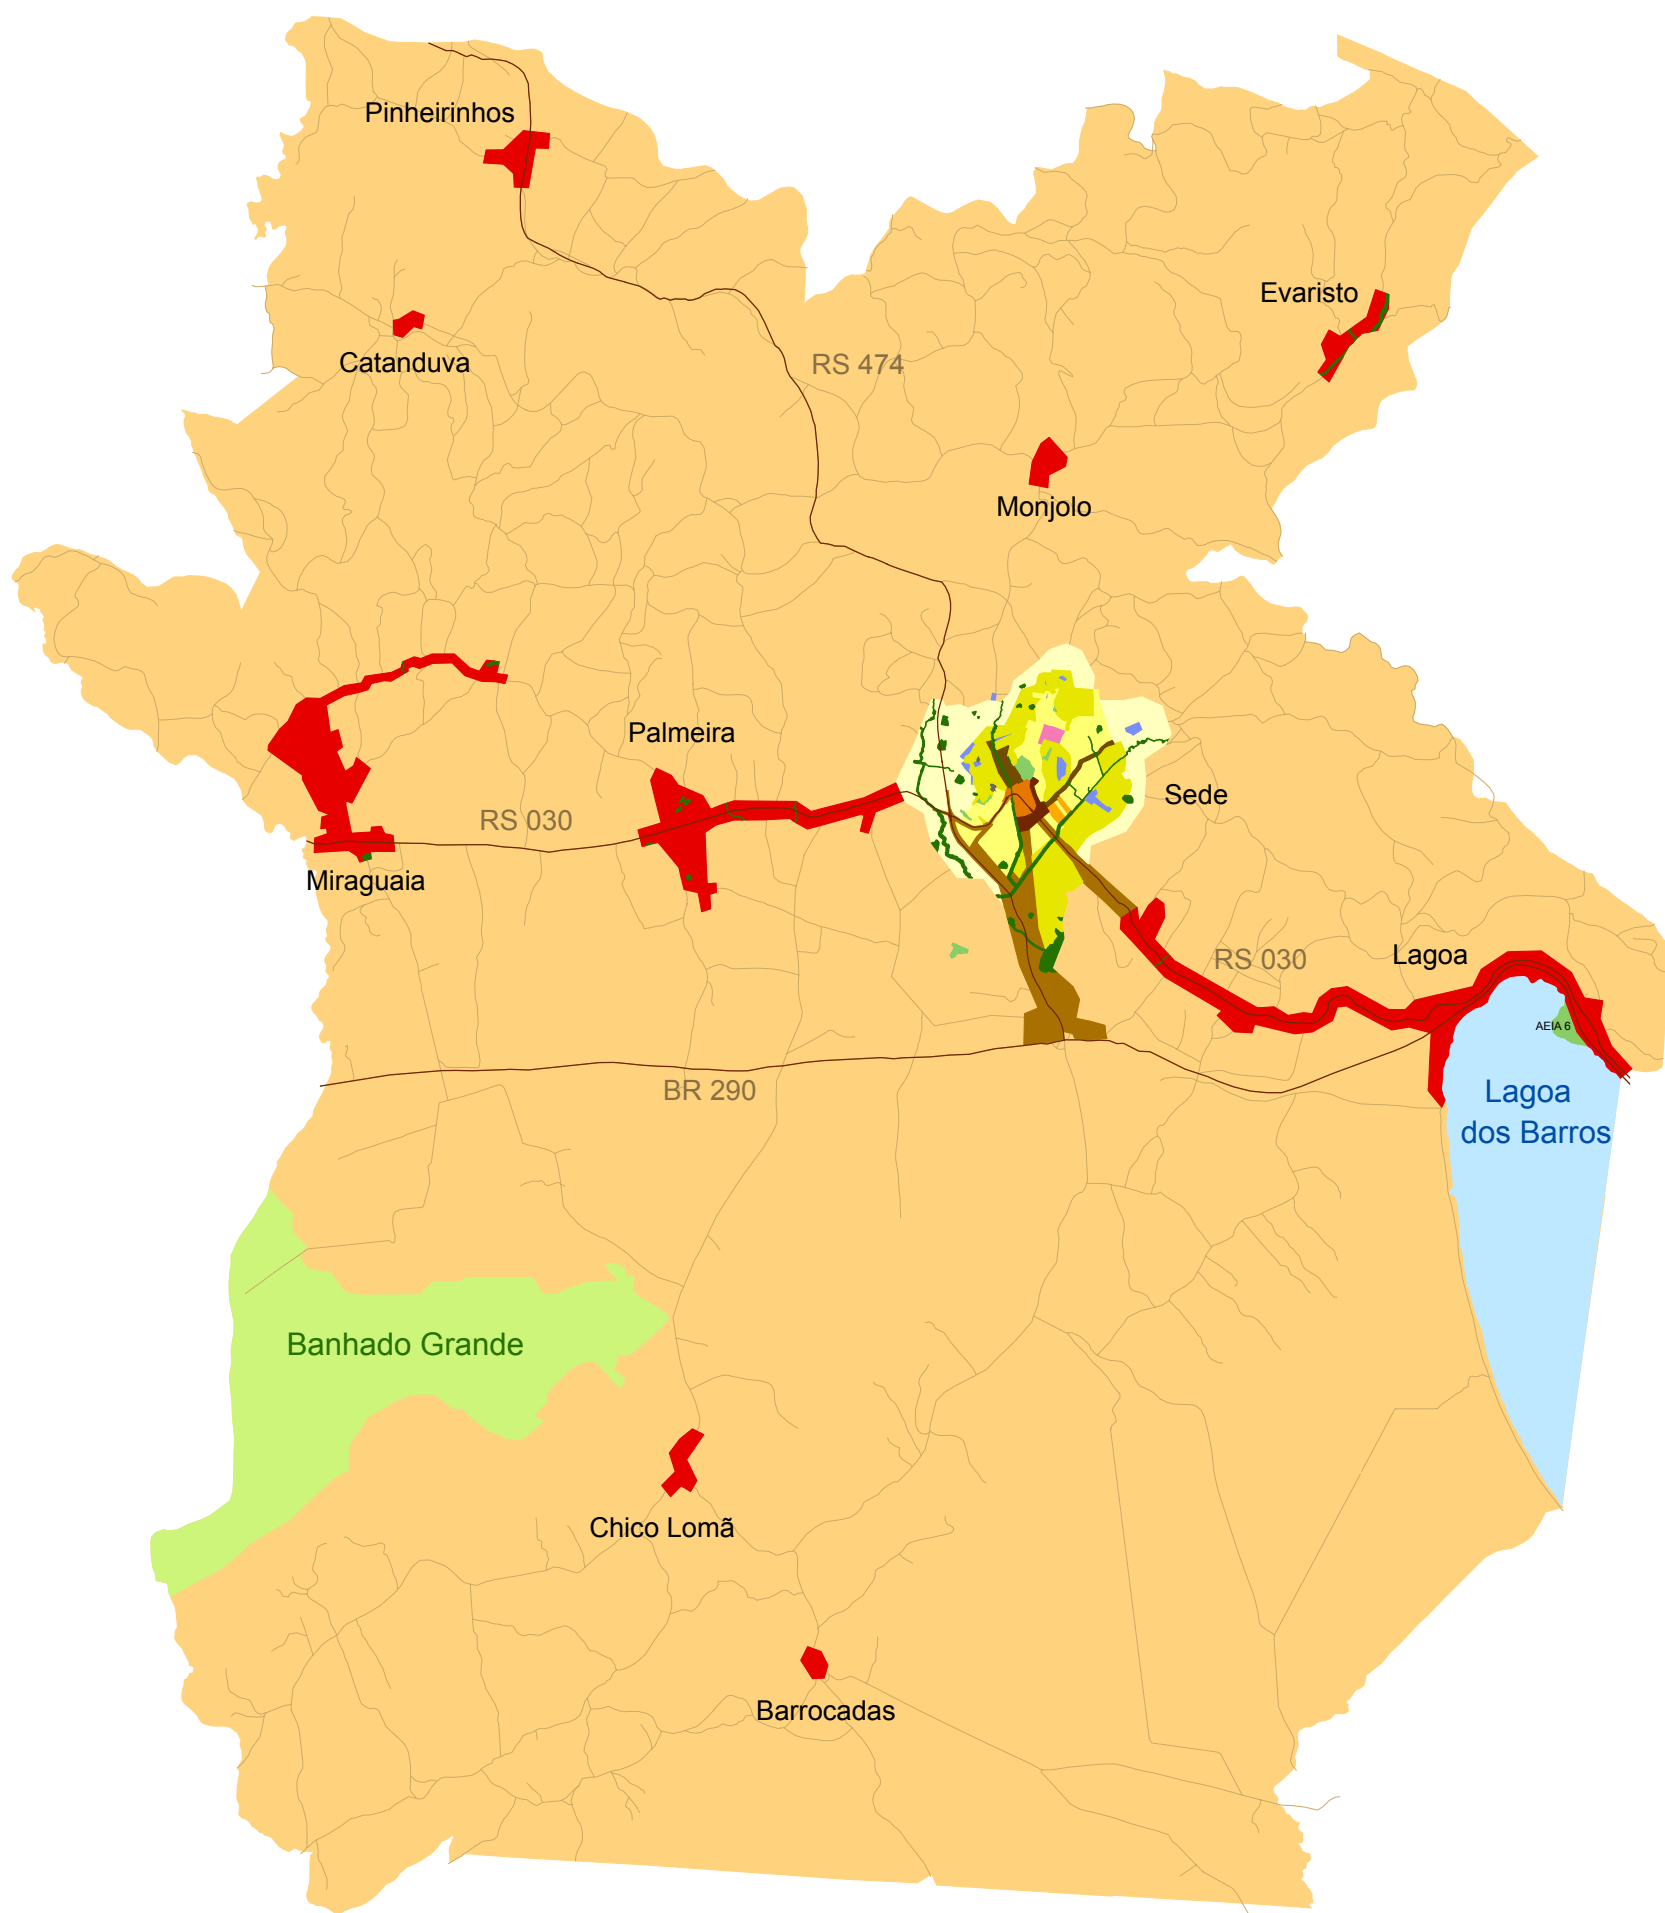 Pinheirinhos
Evaristo
Catanduva
RS 474
Monjolo
Palmeira
Sede
RS 030
Miraguaia
Lagoa
RS 030
AEIA 6
BR 290
Lagoa
dos Barros
Banhado Grande
Chico Lomã
Barrocadas